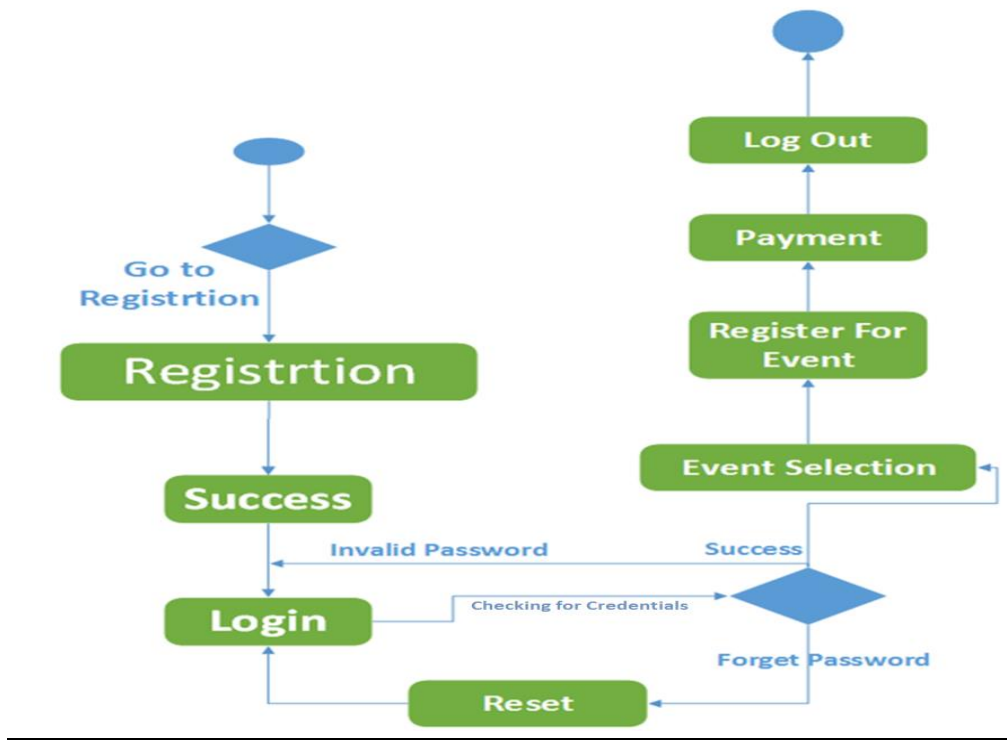 Go to
Registrtion
Registrtion
Success
Login
Checking for Credentials
Invalid Password
Success
Forget Password
Reset
Event Selection
Register For
Event
Payment
Log Out